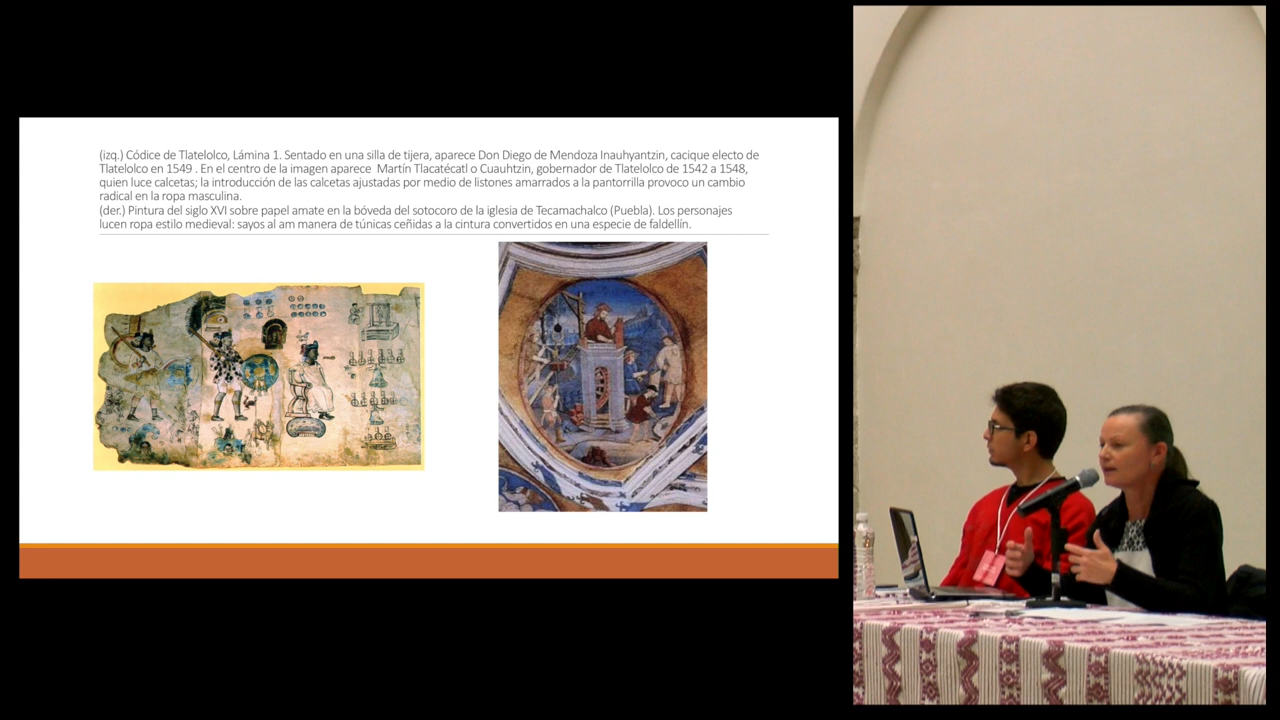 (izq.) Códice de Tlatelolco, Lámina 1. Sentado en una silla de tijera, aparece Don Diego de Mendoza Inauhyantzin, cacique electo de
Tlatelolco en 1549 . En el centro de la imagen aparece Martín Tlacatécatl o Cuauhtzin, gobernador de Tlatelolco de 1542 a 1548,
quien luce calcetas; la introducción de las calcetas ajustadas por medio de listones amarrados a la pantorrilla provoco un cambio
radical en la ropa masculina.
(der.) Pintura del siglo XVI sobre papel amate en la bóveda del sotocoro de la iglesia de Tecamachalco (Puebla). Los personajes
lucen ropa estilo medieval: sayos al am manera de túnicas ceñidas a la cintura convertidos en una especie de faldellín.